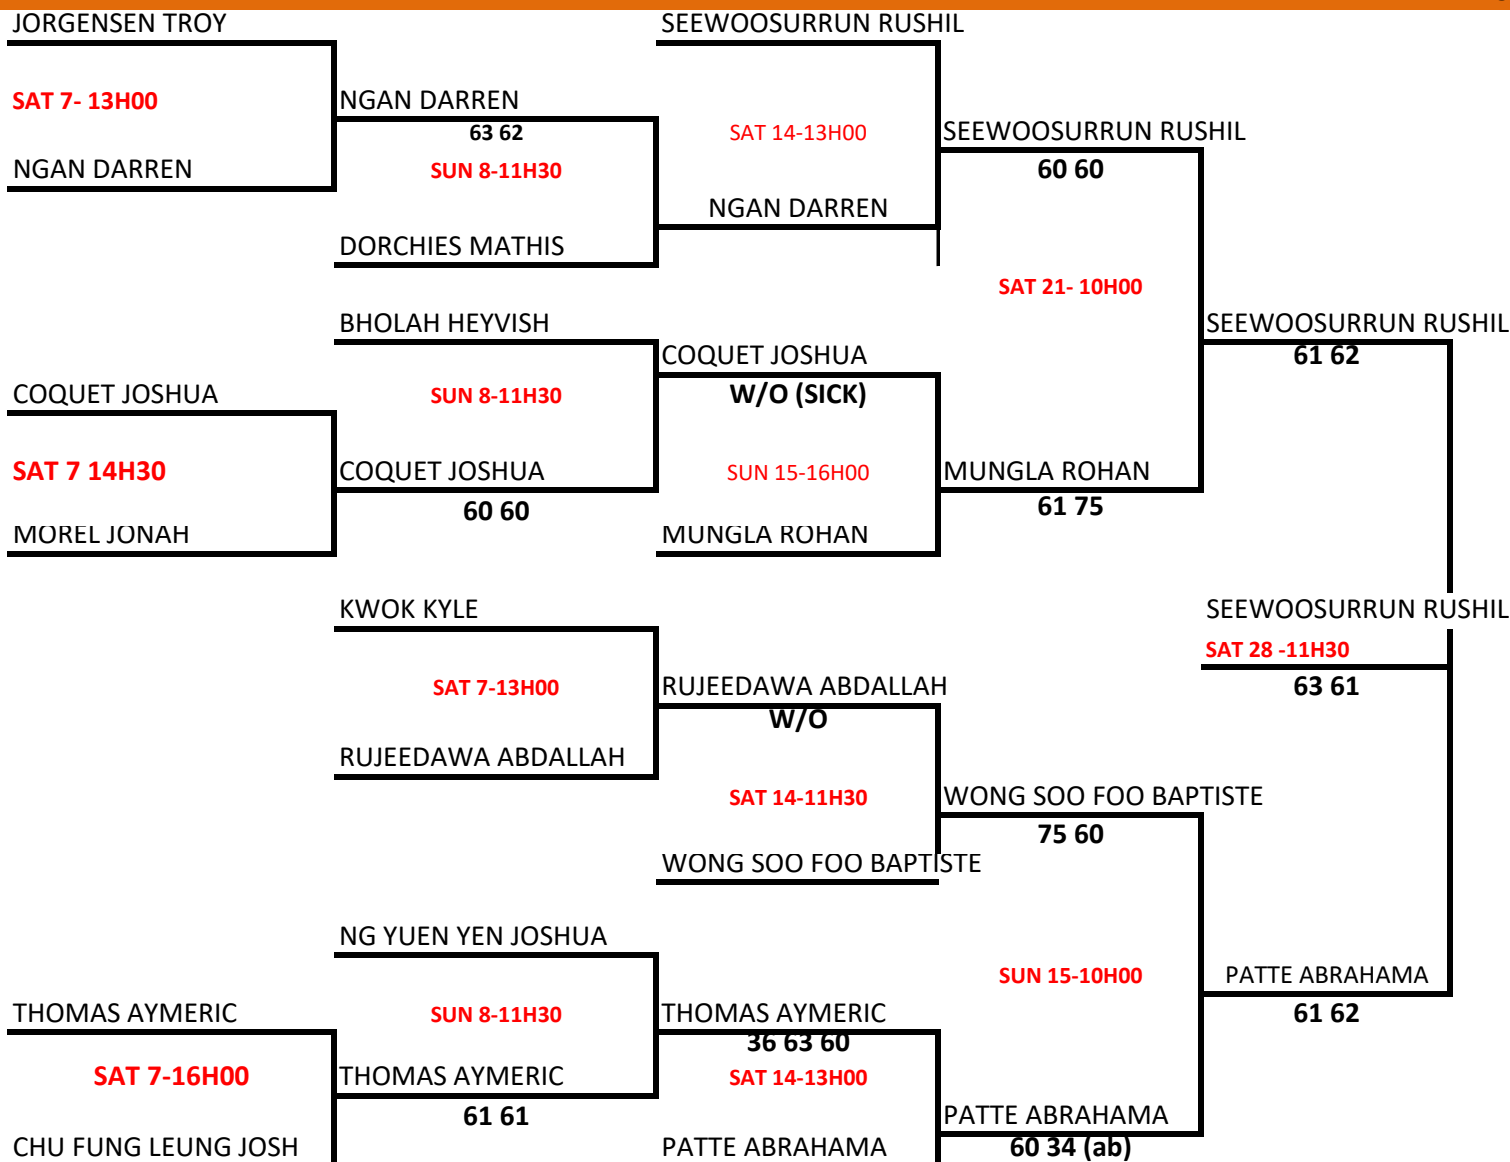 JORGENSEN TROY
SEEWOOSURRUN RUSHIL
SAT 7- 13H00
NGAN DARREN
63 62
SAT 14-13H00
SEEWOOSURRUN RUSHIL
60 60
NGAN DARREN
SUN 8-11H30
NGAN DARREN
DORCHIES MATHIS
SAT 21- 10H00
BHOLAH HEYVISH
SEEWOOSURRUN RUSHIL
61 62
COQUET JOSHUA
W/O (SICK)
COQUET JOSHUA
SUN 8-11H30
SAT 7 14H30
COQUET JOSHUA
60 60
SUN 15-16H00
MUNGLA ROHAN
61 75
MOREL JONAH
MUNGLA ROHAN
KWOK KYLE
SEEWOOSURRUN RUSHIL
SAT 28 -11H30
63 61
SAT 7-13H00
RUJEEDAWA ABDALLAH
W/O
RUJEEDAWA ABDALLAH
SAT 14-11H30
WONG SOO FOO BAPTISTE
75 60
WONG SOO FOO BAPTISTE
NG YUEN YEN JOSHUA
SUN 15-10H00
PATTE ABRAHAMA
61 62
THOMAS AYMERIC
SUN 8-11H30
THOMAS AYMERIC
36 63 60
SAT 7-16H00
THOMAS AYMERIC
61 61
SAT 14-13H00
PATTE ABRAHAMA
60 34 (ab)
CHU FUNG LEUNG JOSH
PATTE ABRAHAMA